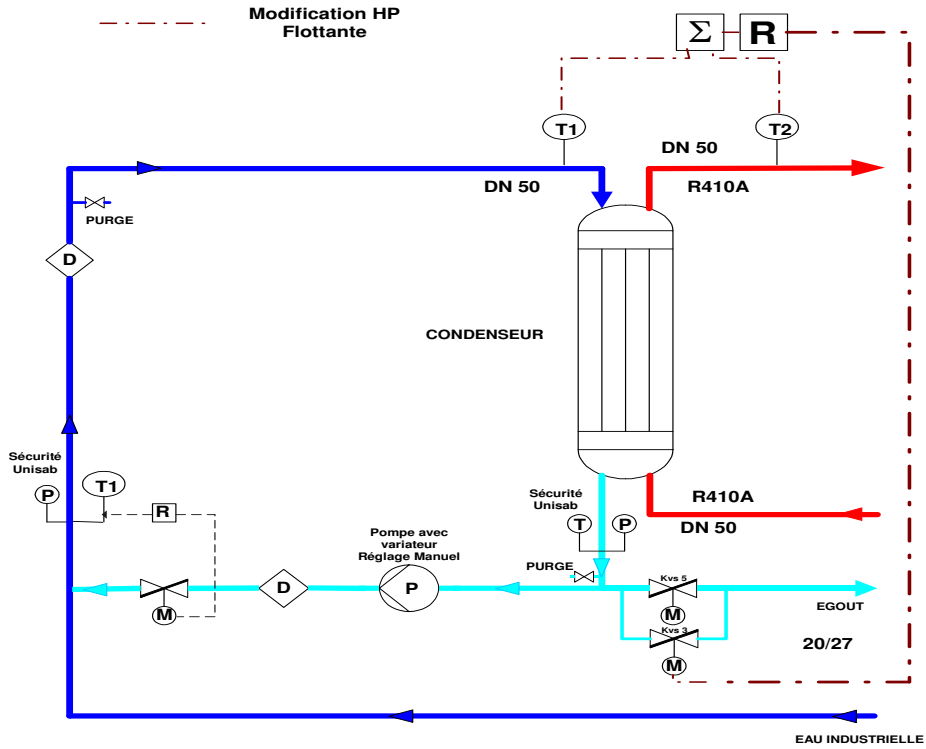 Modification HP
Flottante
Σ
R
T1
T2
DN 50
DN 50
R410A
PURGE
D
CONDENSEUR
Sécurité
Unisab
P
T1
R
Sécurité
Unisab
T
P
R410A
DN 50
Pompe avec
variateur
Réglage Manuel
PURGE
Kvs 5
M
D
P
M
EGOUT
Kvs 3
M
20/27
EAU INDUSTRIELLE